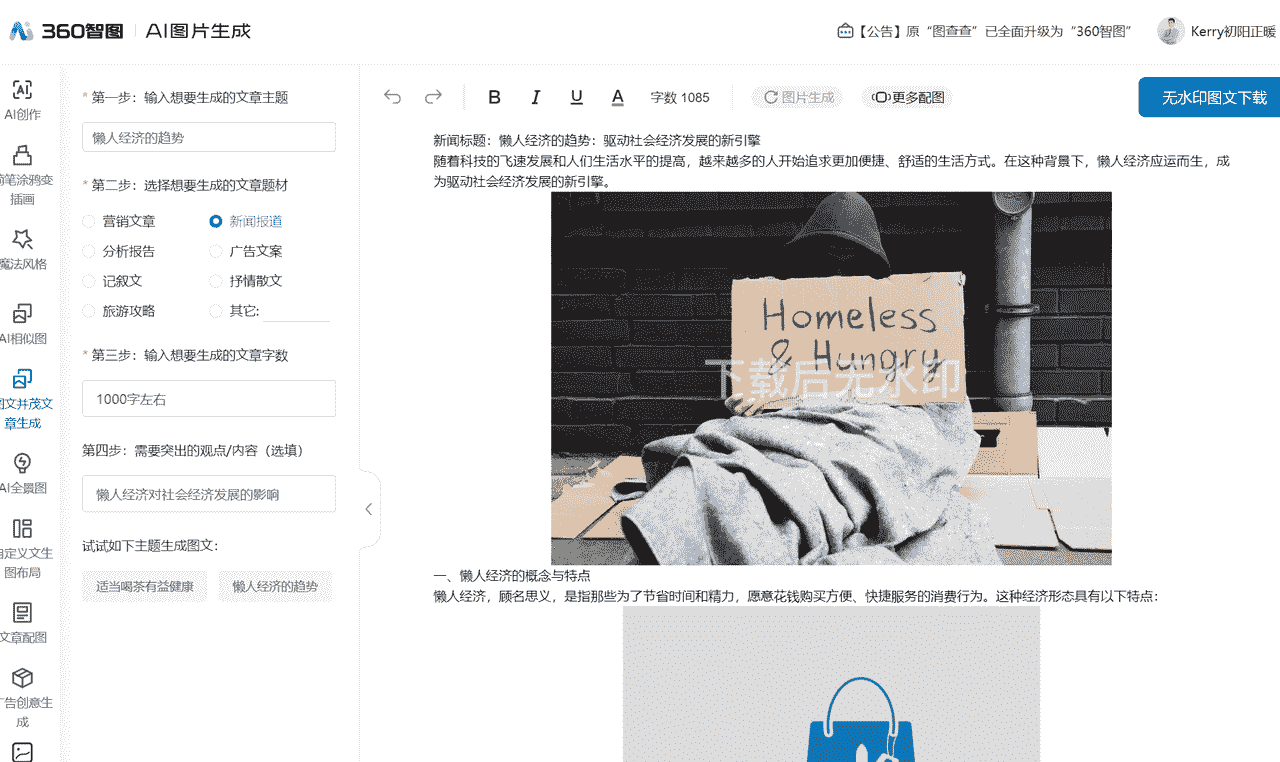 360智图
AI图片生成
【公告】原“图查查”已全面升级为“360智图”
Kerry初阳正暖
AI创作
简笔涂鸦变
插画
魔法风格
AI相似图
图文并茂文
章生成
AI全景图
自定义文生
图布局
文章配图
广告创意生
成
* 第一步：输入想要生成的文章主题
懒人经济的趋势
* 第二步：选择想要生成的文章题材
营销文章
新闻报道
分析报告
广告文案
记叙文
抒情散文
旅游攻略
其它:
* 第三步：输入想要生成的文章字数
1000字左右
第四步：需要突出的观点/内容（选填）
懒人经济对社会经济发展的影响
试试如下主题生成图文：
适当喝茶有益健康
懒人经济的趋势
B I U A 字数 1085
图片生成
更多配图
无水印图文下载
新闻标题：懒人经济的趋势：驱动社会经济发展的新引擎
随着科技的飞速发展和人们生活水平的提高，越来越多的人开始追求更加便捷、舒适的生活方式。在这种背景下，懒人经济应运而生，成
为驱动社会经济发展的新引擎。
Homeless
& Hungry
下载后无水印
一、懒人经济的概念与特点
懒人经济，顾名思义，是指那些为了节省时间和精力，愿意花钱购买方便、快捷服务的消费行为。这种经济形态具有以下特点：